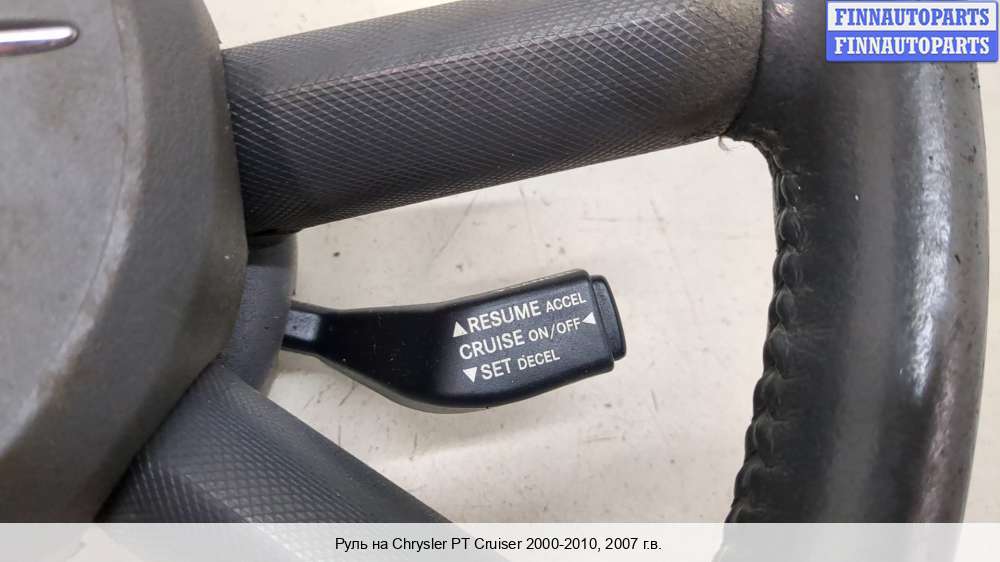 FINNAUTOPARTS
FINNAUTOPARTS
▲RESUME ACCEL
CRUISE ON/OFF◀
▼SET DECEL
Руль на Chrysler PT Cruiser 2000-2010, 2007 г.в.